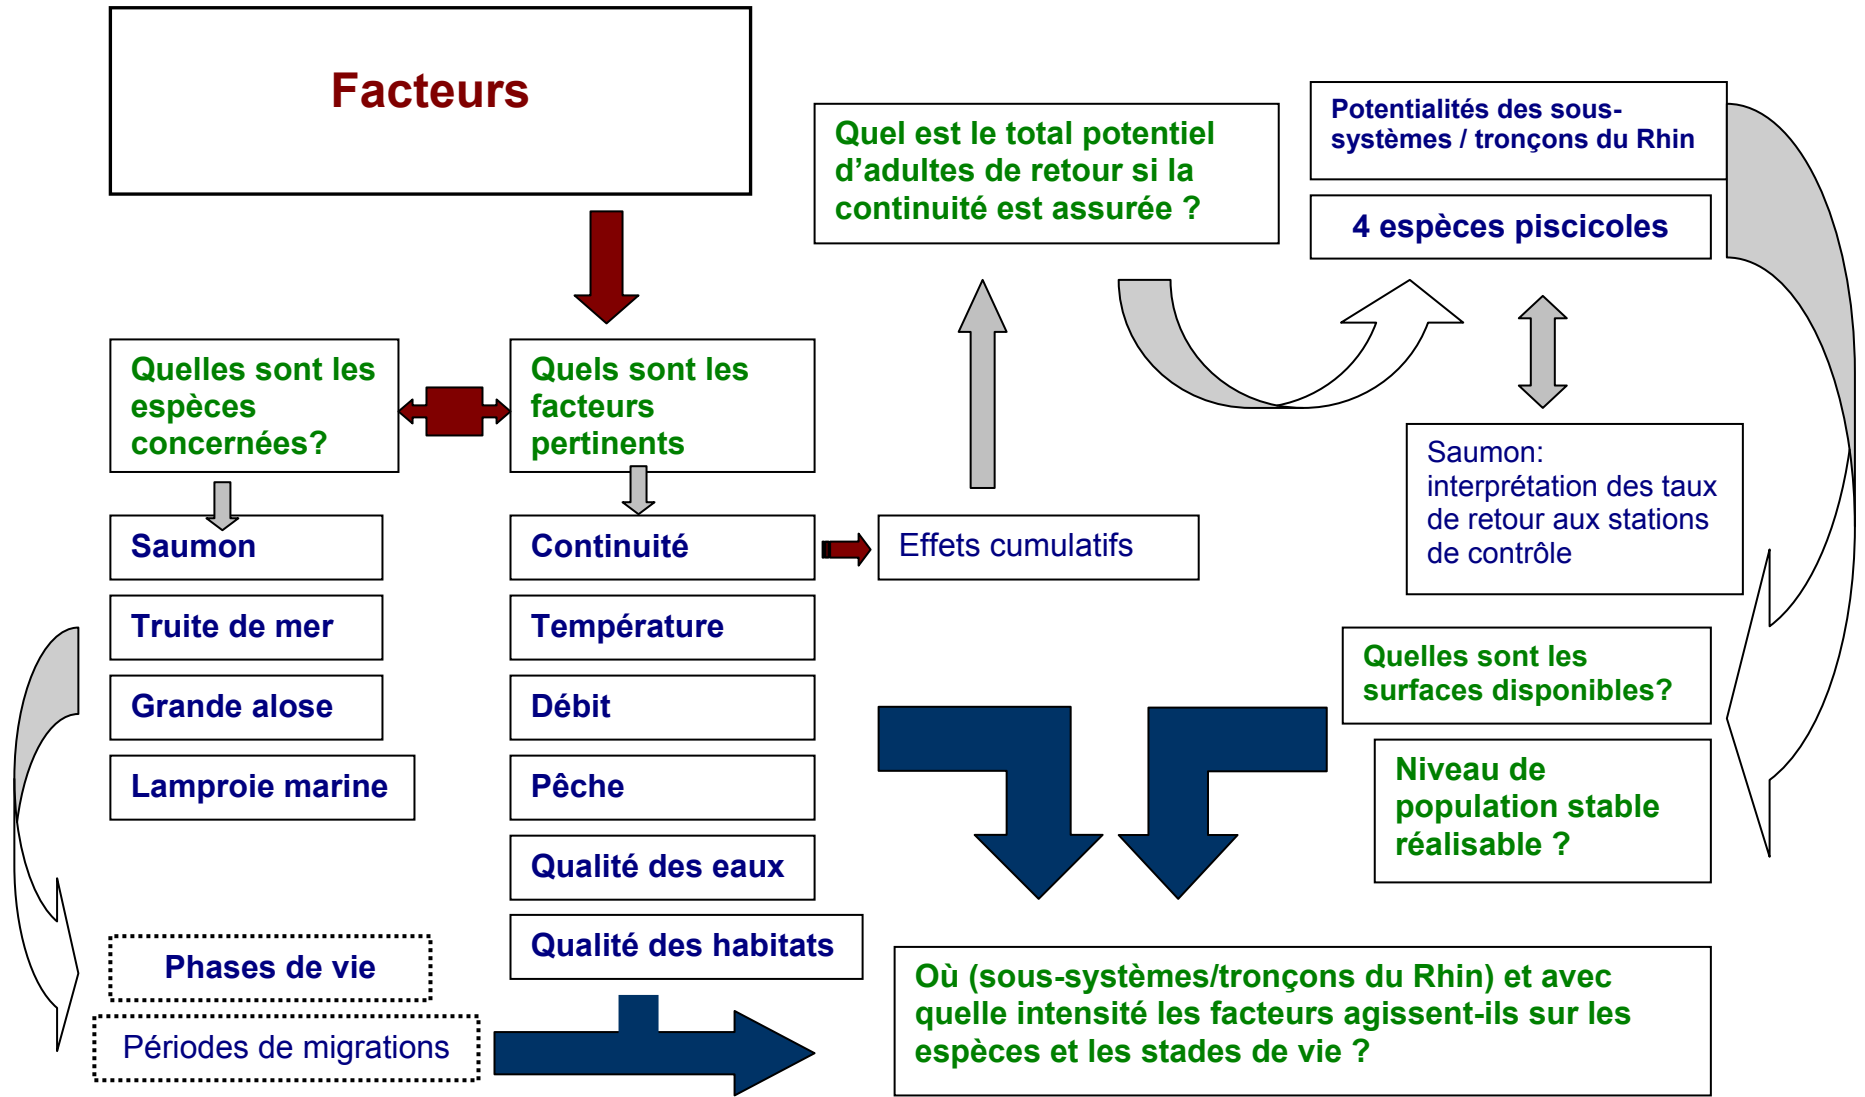 Facteurs
Quel est le total potentiel
d’adultes de retour si la
continuité est assurée ?
Potentialités des sous-
systèmes / tronçons du Rhin
4 espèces piscicoles
Quelles sont les
espèces
concernées?
Quels sont les
facteurs
pertinents
Saumon:
interprétation des taux
de retour aux stations
de contrôle
Saumon
Truite de mer
Grande alose
Lamproie marine
Continuité
Effets cumulatifs
Température
Débit
Pêche
Qualité des eaux
Qualité des habitats
Quelles sont les
surfaces disponibles?
Niveau de
population stable
réalisable ?
Phases de vie
Périodes de migrations
Où (sous-systèmes/tronçons du Rhin) et avec
quelle intensité les facteurs agissent-ils sur les
espèces et les stades de vie ?